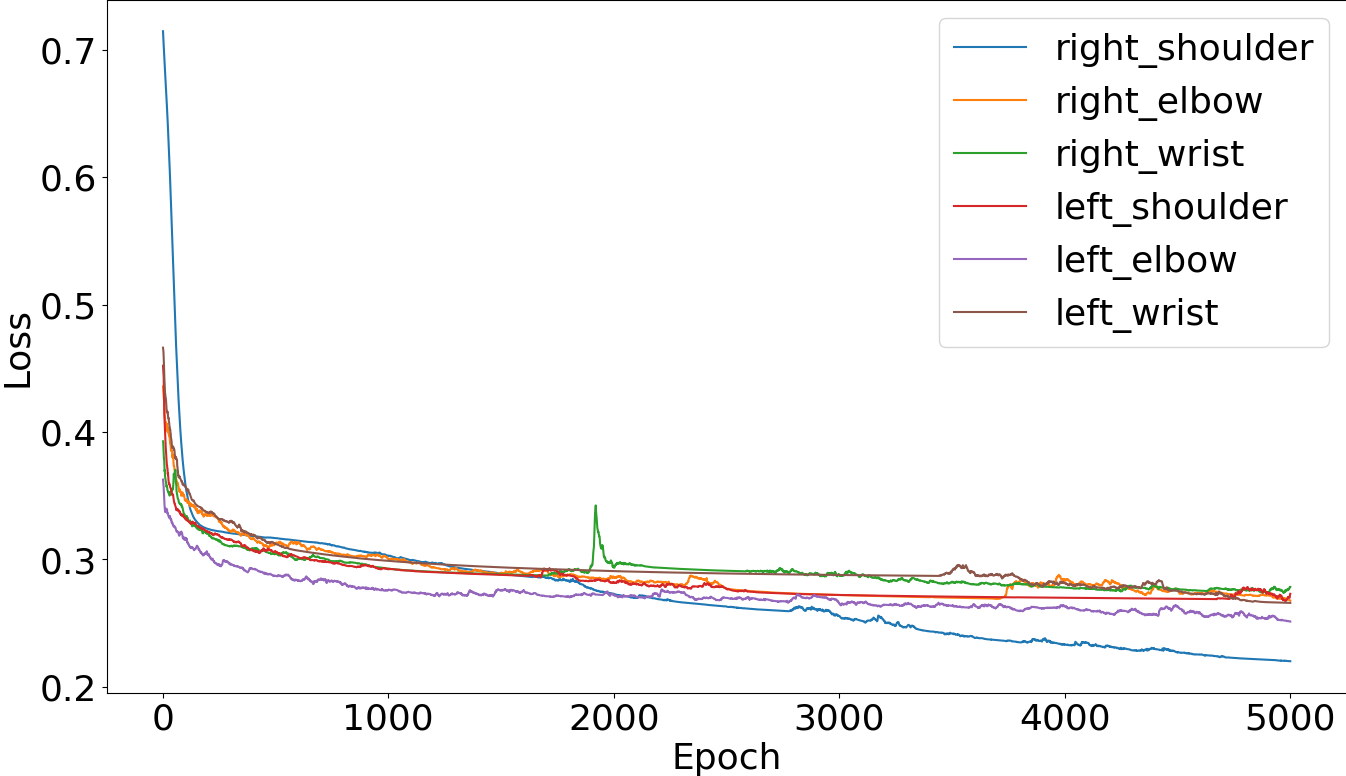 0.7
0.6
0.5
0.4
0.3
0.2
Loss
0 1000 2000 3000 4000 5000
Epoch
right_shoulder
right_elbow
right_wrist
left_shoulder
left_elbow
left_wrist